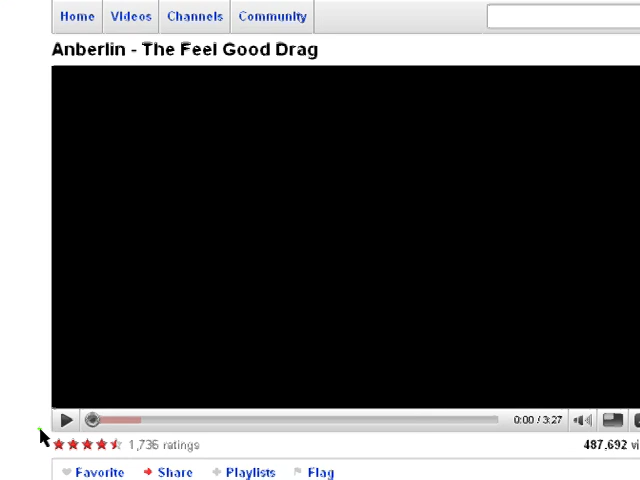 Home Videos Channels Community
Anberlin - The Feel Good Drag
0:00 / 3:27
1,736 ratings 487,692
Favorite Share Playlists Flag